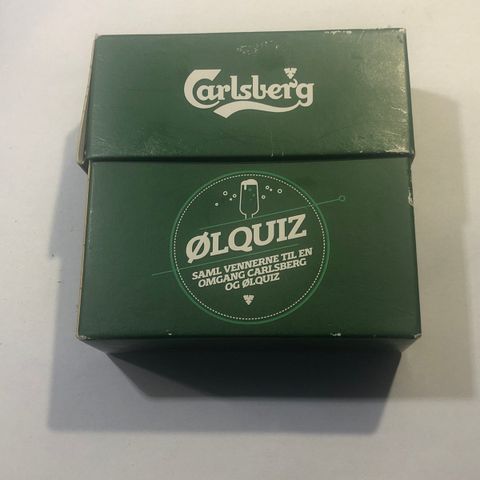 Carlsberg
ØLQUIZ
SAML VENNERNE TIL EN
OMGANG CARLSBERG
OG ØLQUIZ